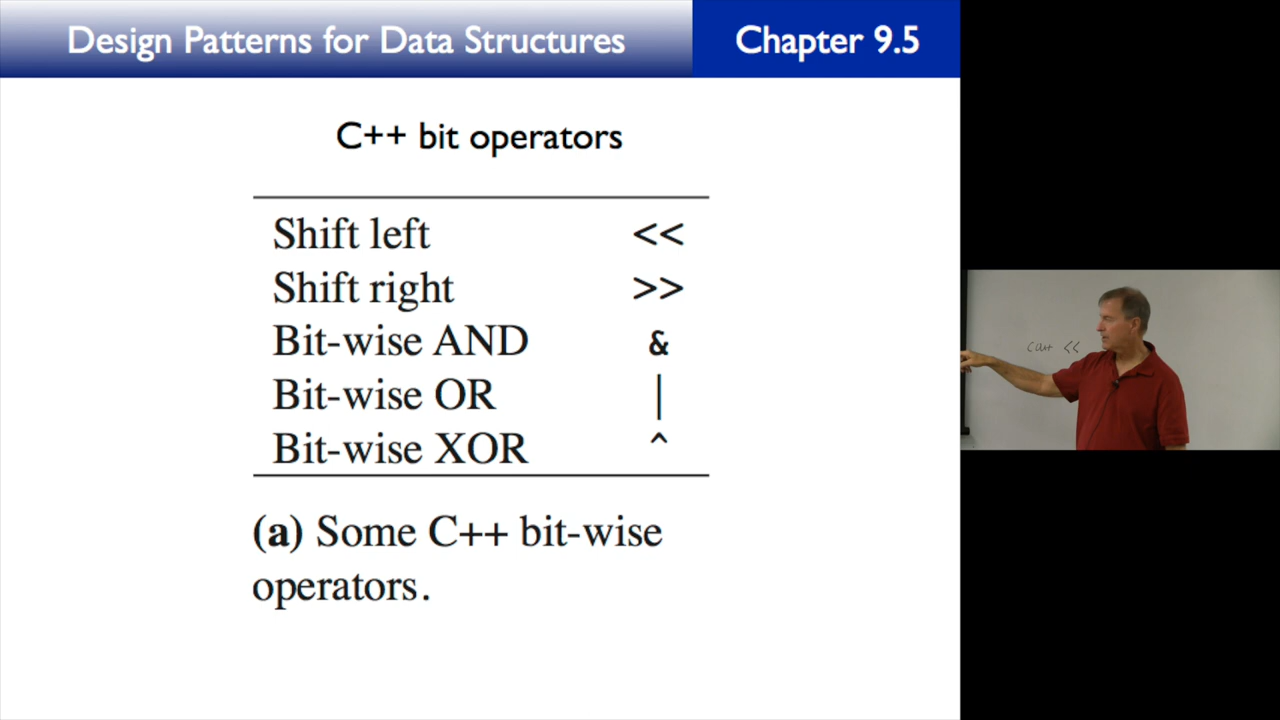 Design Patterns for Data Structures Chapter 9.5
C++ bit operators
Shift left <<
Shift right >>
Bit-wise AND &
Bit-wise OR |
Bit-wise XOR ^
(a) Some C++ bit-wise
operators.
<<